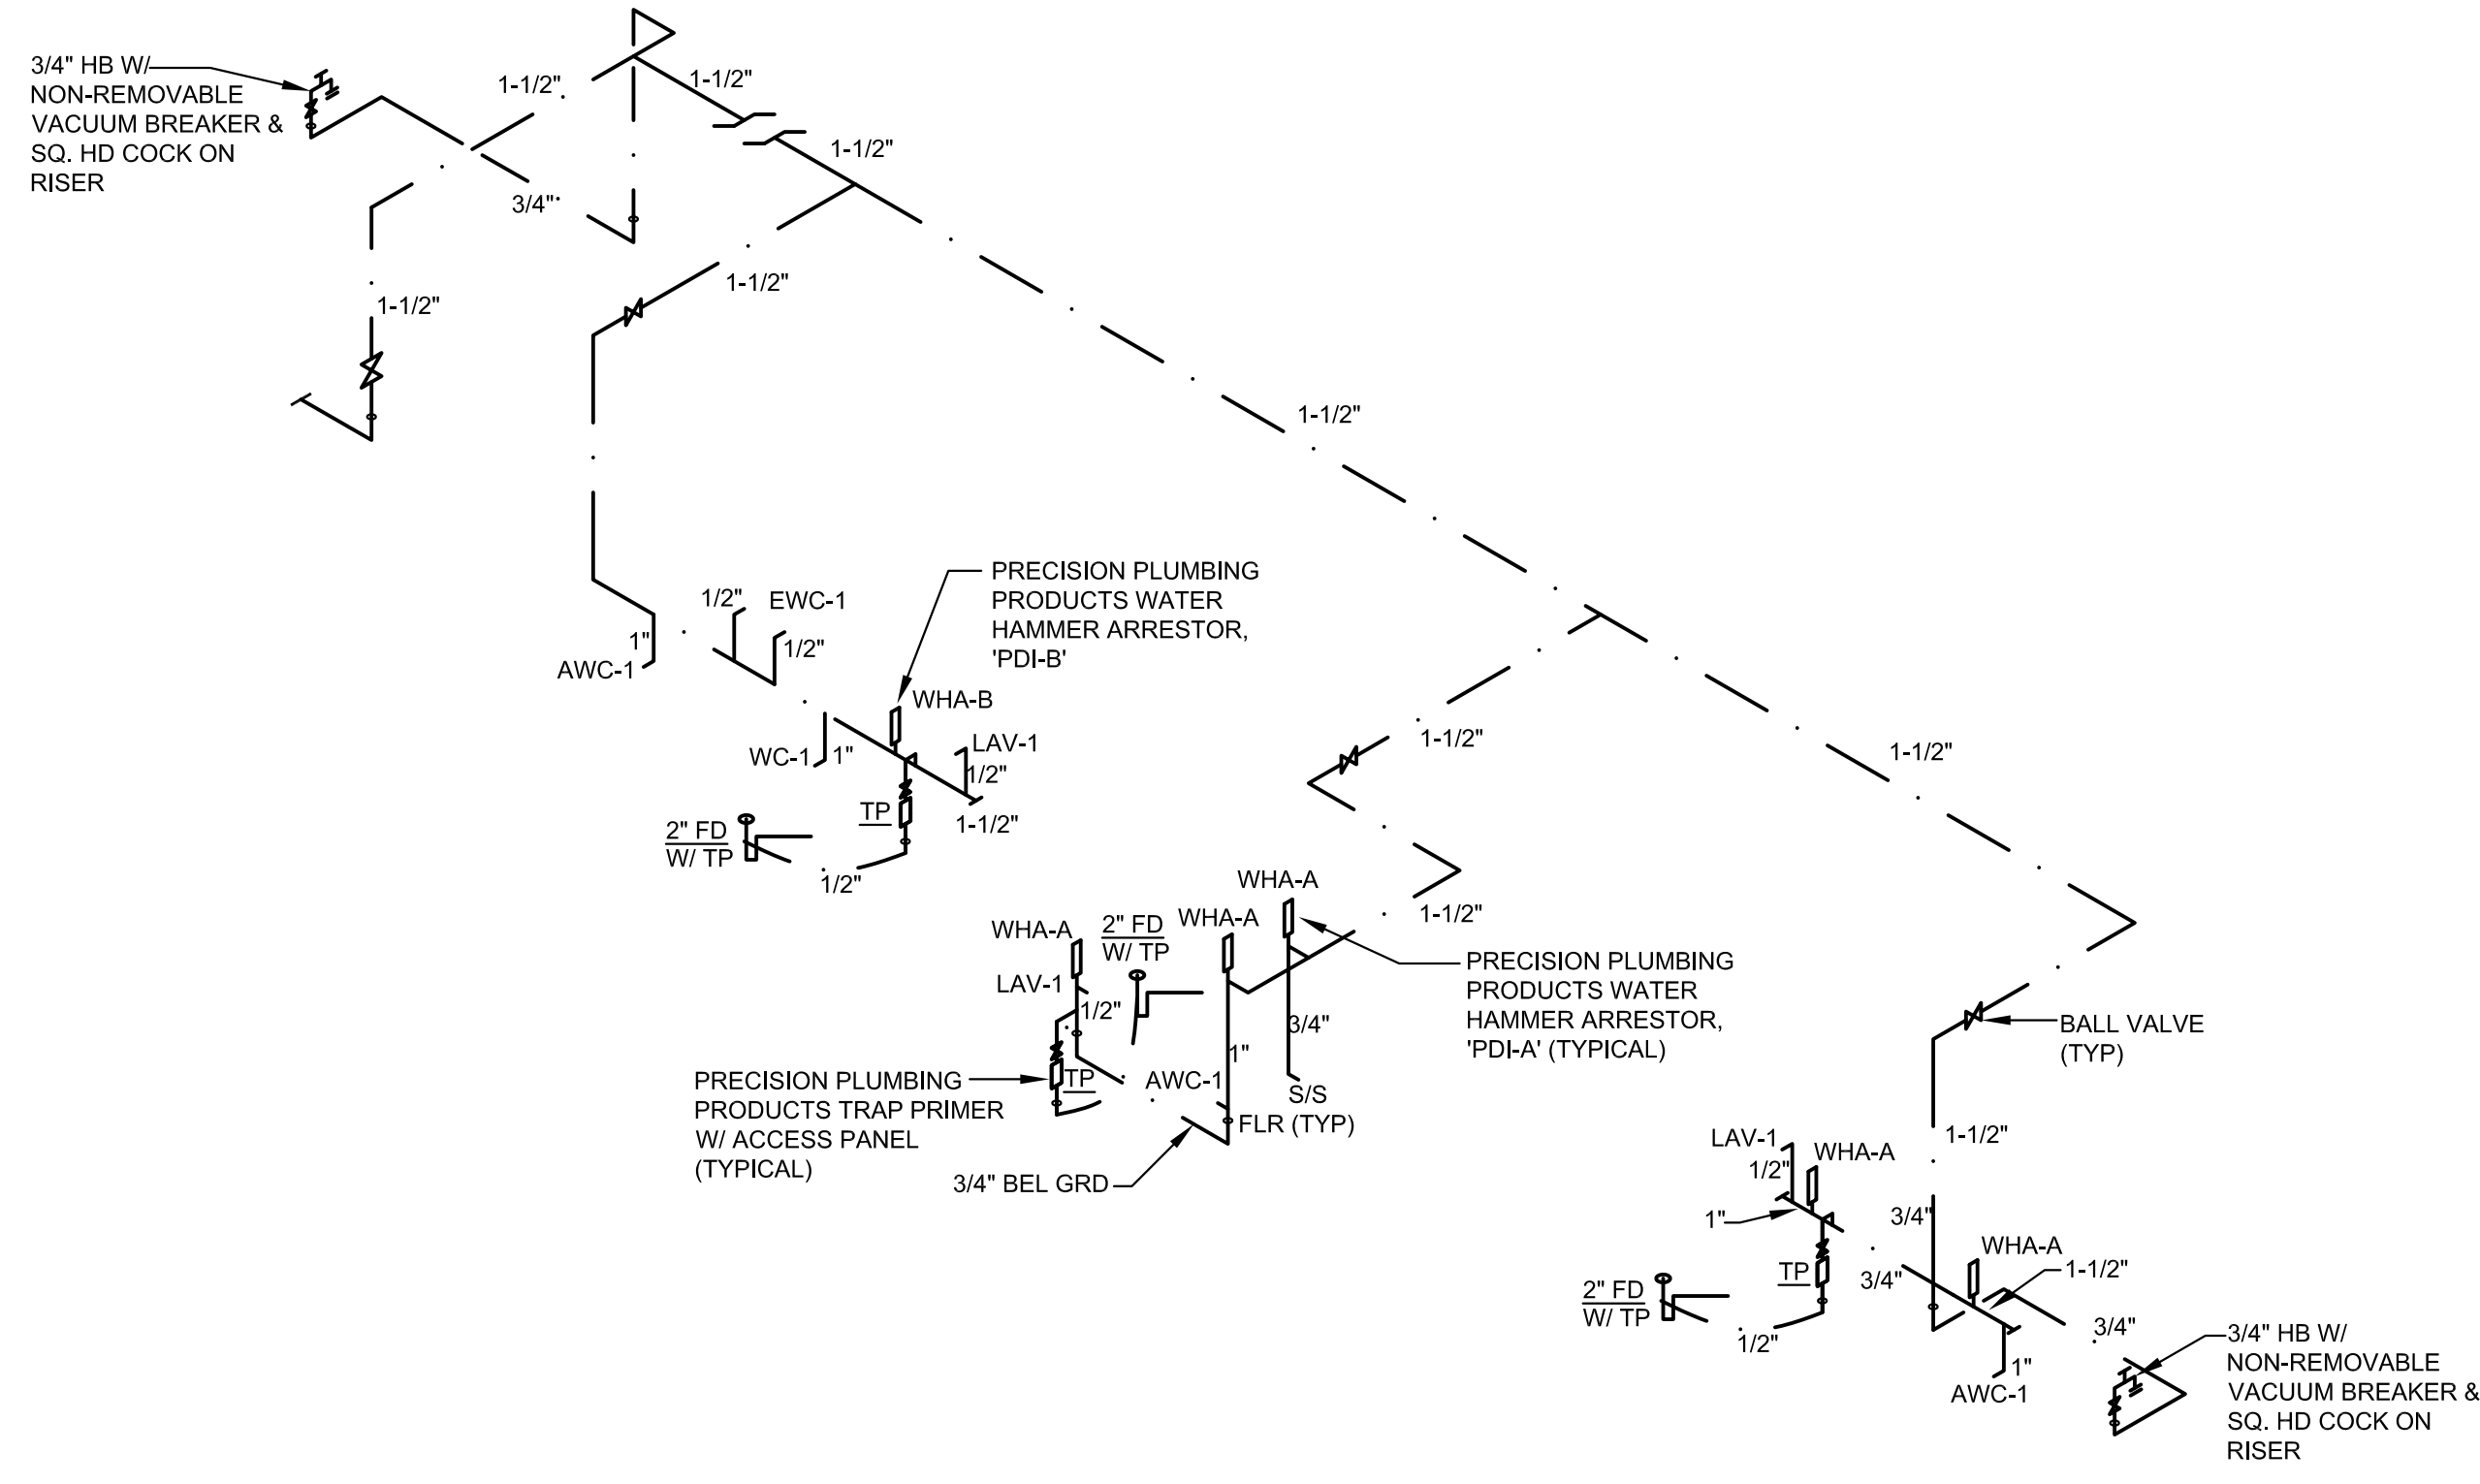 3/4" HB W/
NON-REMOVABLE
VACUUM BREAKER &
SQ. HD COCK ON
RISER
1-1/2"
1-1/2"
1-1/2"
3/4"
1-1/2"
1-1/2"
1-1/2"
PRECISION PLUMBING
PRODUCTS WATER
HAMMER ARRESTOR,
'PDI-B'
1/2"
EWC-1
1"
1/2"
AWC-1
WHA-B
WC-1
1"
LAV-1
1/2"
TP
1-1/2"
2" FD
W/ TP
1/2"
1-1/2"
1-1/2"
WHA-A
WHA-A
2" FD
W/ TP
WHA-A
1-1/2"
LAV-1
1/2"
3/4"
1"
PRECISION PLUMBING
PRODUCTS WATER
HAMMER ARRESTOR,
'PDI-A' (TYPICAL)
BALL VALVE
(TYP)
PRECISION PLUMBING
PRODUCTS TRAP PRIMER
W/ ACCESS PANEL
(TYPICAL)
TP
AWC-1
S/S
FLR (TYP)
3/4" BEL GRD
LAV-1
1/2"
WHA-A
1-1/2"
1"
3/4"
WHA-A
1-1/2"
TP
3/4"
2" FD
W/ TP
1/2"
3/4"
1"
AWC-1
3/4" HB W/
NON-REMOVABLE
VACUUM BREAKER &
SQ. HD COCK ON
RISER